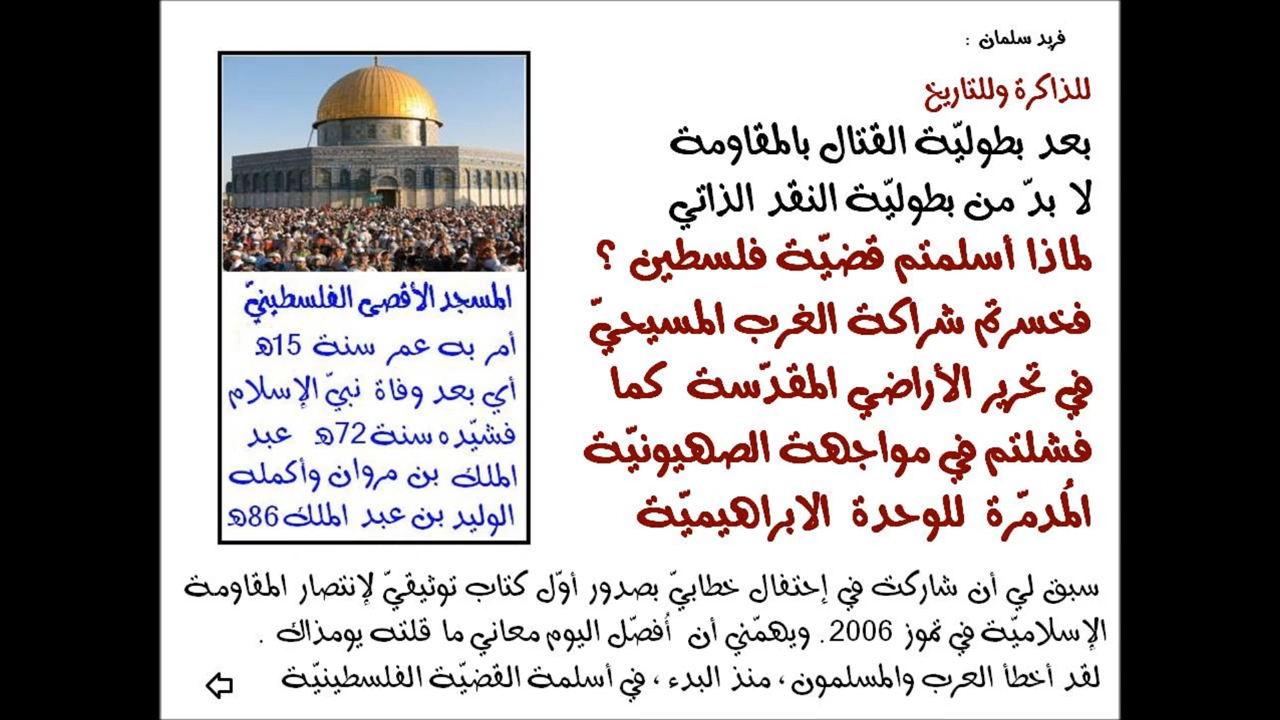 فريد سلمان :
للذاكرة وللتاريخ
بعد بطوليّة القتال بالمقاومة
لا بدّ من بطوليّة النقد الذاتي
لماذا أسلمتم قضيّة فلسطين ؟
فخسرتم شراكة الغرب المسيحيّ
في تحرير الأراضي المقدّسة كما
فشلتم في مواجهة الصهيونيّة
المُدمّرة للوحدة الابراهيميّة
المسجد الأقصى الفلسطينيّ
أمر به عمر سنة 15ﻫ
أي بعد وفاة نبيّ الإسلام
فشيّده سنة 72ﻫ عبد
الملك بن مروان وأكمله
الوليد بن عبد الملك 86ﻫ
سبق لي أن شاركت في إحتفال خطابيّ بصدور أوّل كتاب توثيقيّ لإنتصار المقاومة
الإسلاميّة في تموز 2006. ويهمّني أن أُفصّل اليوم معاني ما قلته يومذاك .
لقد أخطأ العرب والمسلمون، منذ البدء، في أسلمة القضيّة الفلسطينيّة